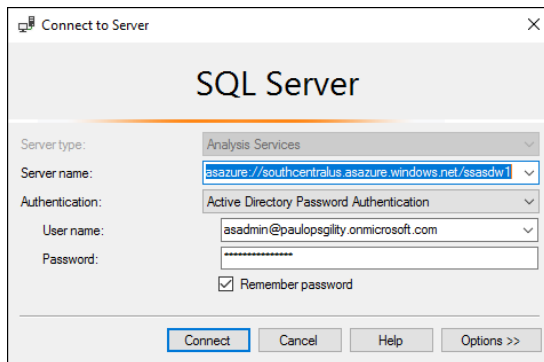 Connect to Server
SQL Server
Server type: Analysis Services
Server name: asazure://southcentralus.asazure.windows.net/ssasdw1
Authentication: Active Directory Password Authentication
User name: asadmin@paulopsgility.onmicrosoft.com
Password: ***************
Remember password
Connect Cancel Help Options >>